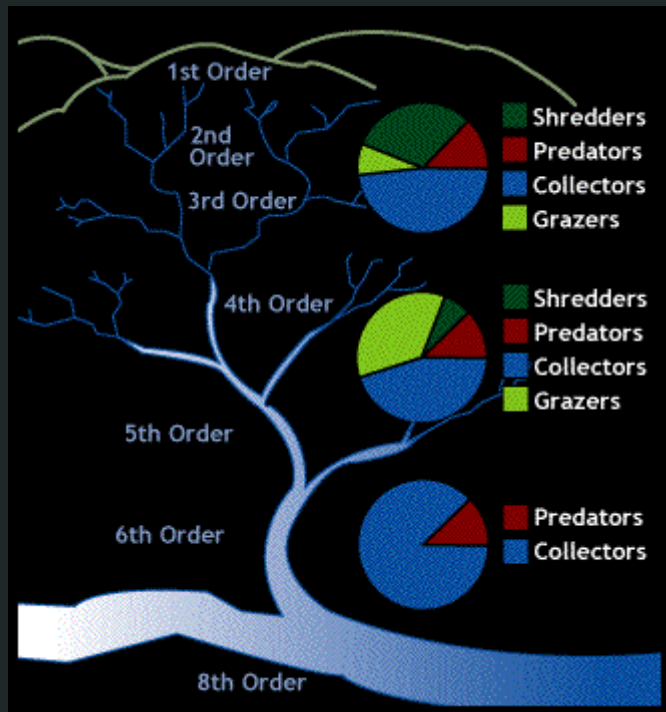 1st Order
2nd
Order
3rd Order
Shredders
Predators
Collectors
Grazers
4th Order
Shredders
Predators
Collectors
Grazers
5th Order
6th Order
Predators
Collectors
8th Order